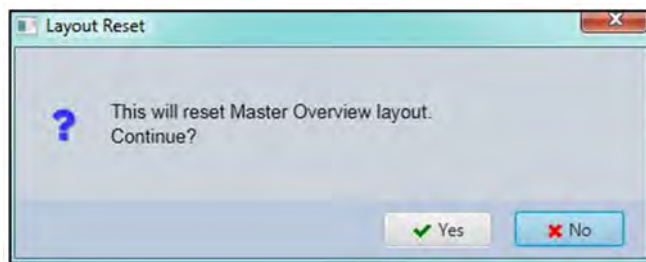 Layout Reset
This will reset Master Overview layout.
Continue?
Yes
No